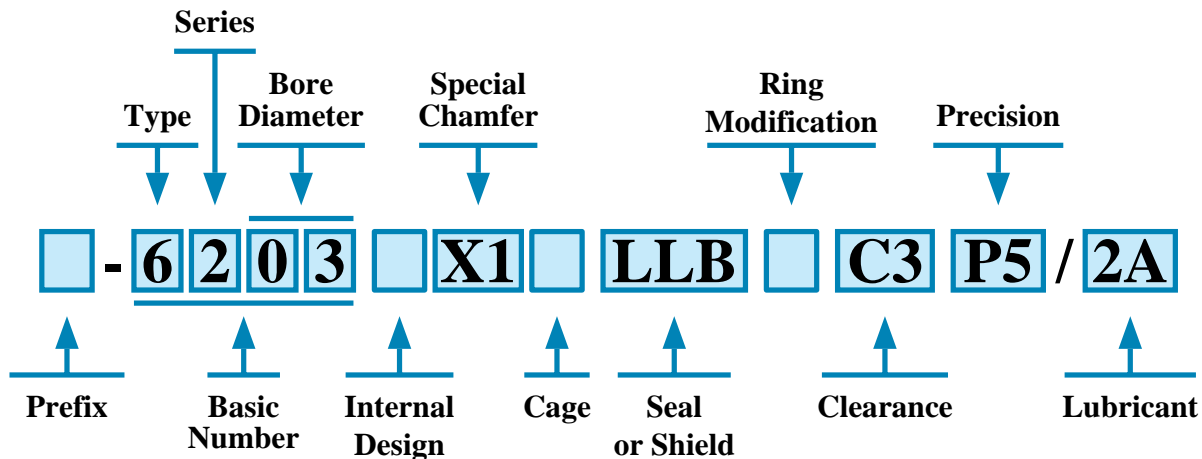 Series
Bore
Diameter
Special
Chamfer
Ring
Modification
Type
Precision
- 6 2 0 3 X1 LLB C3 P5 / 2A
Prefix
Basic
Number
Internal
Design
Cage
Seal
or Shield
Clearance
Lubricant